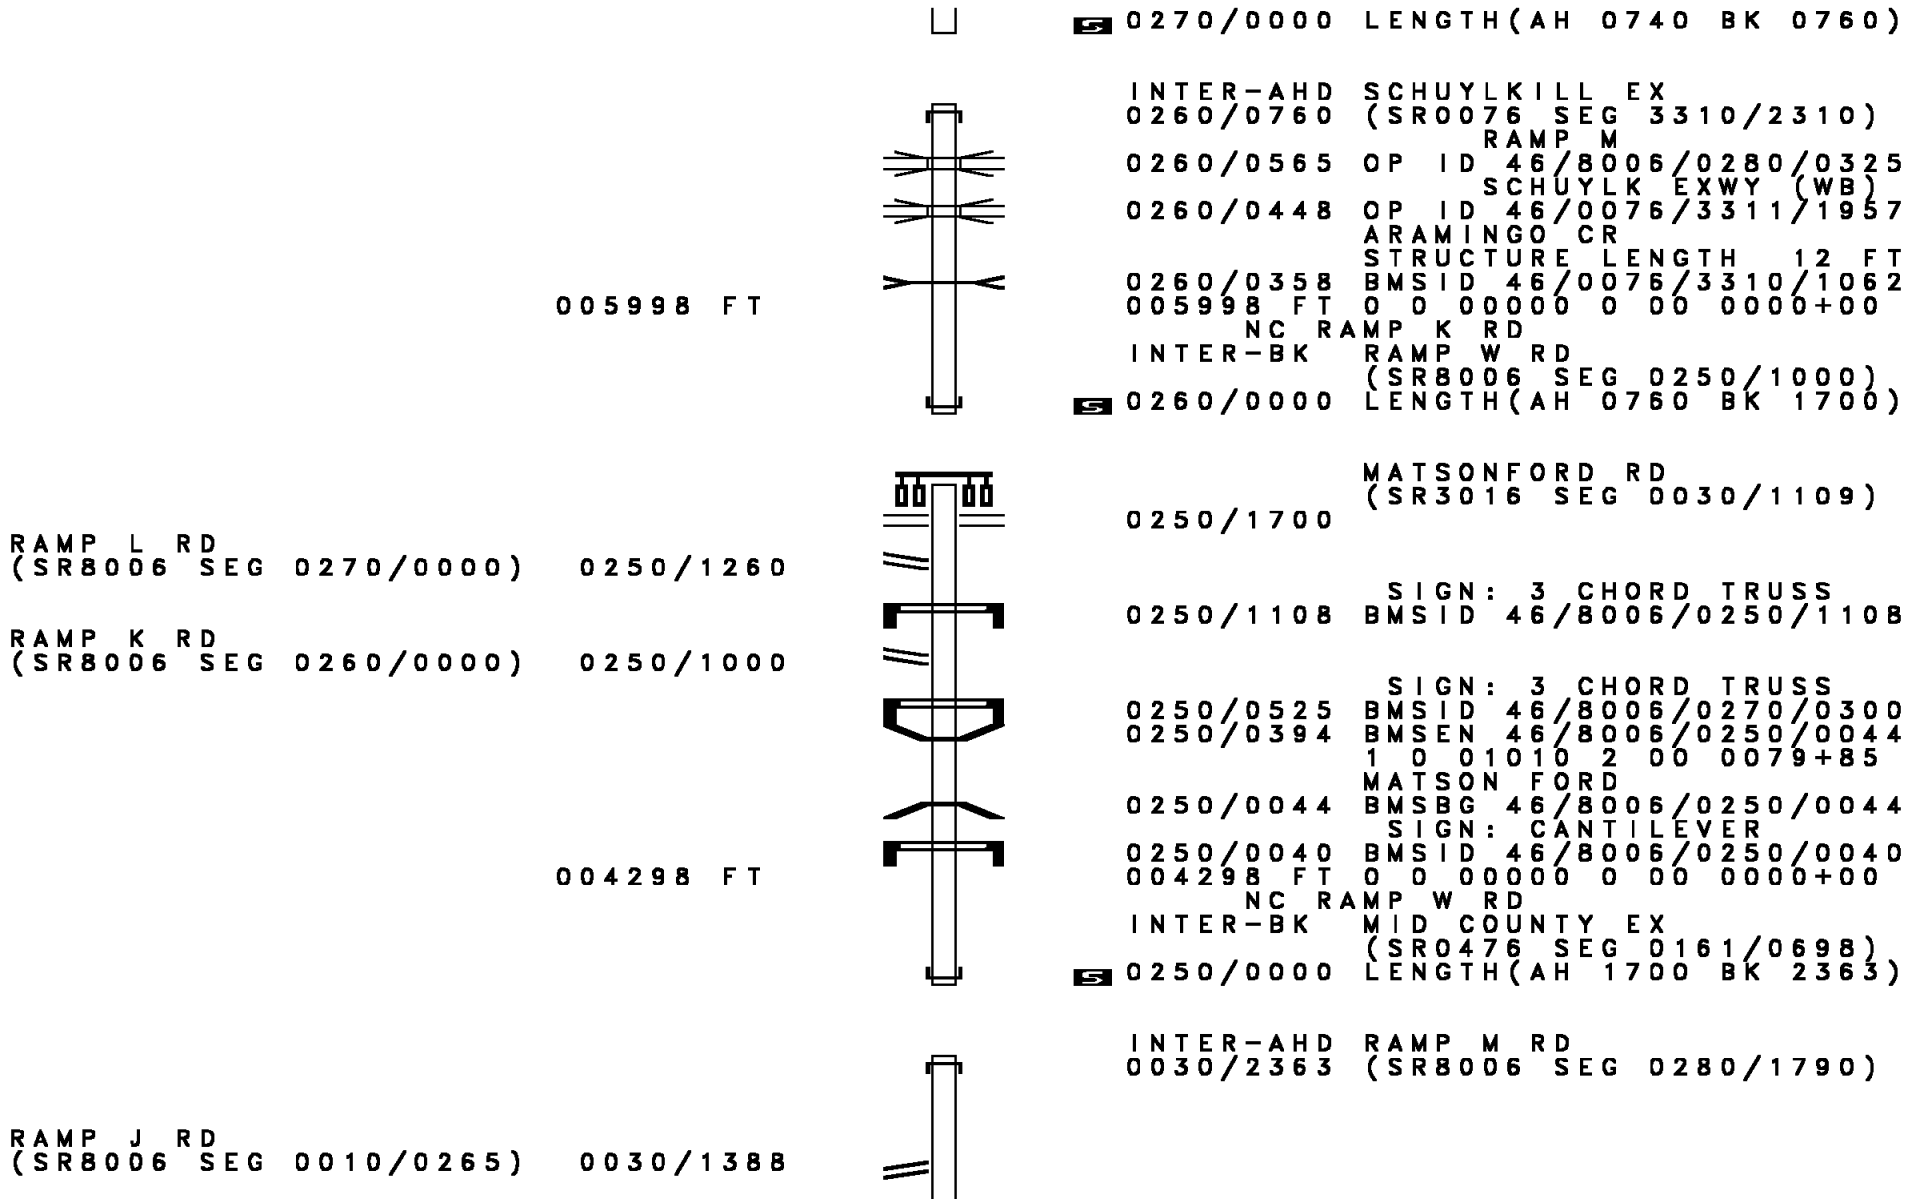 S 0270/0000 LENGTH(AH 0740 BK 0760)
INTER-AHD SCHUYLKILL EX
0260/0760 (SR0076 SEG 3310/2310)
RAMP M
0260/0565 OP ID 46/8006/0280/0325
SCHUYLK EXWY (WB)
0260/0448 OP ID 46/0076/3311/1957
ARAMINGO CR
STRUCTURE LENGTH 12 FT
0260/0358 BMSID 46/0076/3310/1062
005998 FT 005998 FT 0 0 00000 0 00 0000+00
NC RAMP K RD
INTER-BK RAMP W RD
(SR8006 SEG 0250/1000)
S 0260/0000 LENGTH(AH 0760 BK 1700)
MATSONFORD RD
(SR3016 SEG 0030/1109)
0250/1700
RAMP L RD
(SR8006 SEG 0270/0000) 0250/1260
SIGN: 3 CHORD TRUSS
0250/1108 BMSID 46/8006/0250/1108
RAMP K RD
(SR8006 SEG 0260/0000) 0250/1000
SIGN: 3 CHORD TRUSS
0250/0525 BMSID 46/8006/0270/0300
0250/0394 BMSEN 46/8006/0250/0044
1 0 01010 2 00 0079+85
MATSON FORD
0250/0044 BMSBG 46/8006/0250/0044
SIGN: CANTILEVER
0250/0040 BMSID 46/8006/0250/0040
004298 FT 004298 FT 0 0 00000 0 00 0000+00
NC RAMP W RD
INTER-BK MID COUNTY EX
(SR0476 SEG 0161/0698)
S 0250/0000 LENGTH(AH 1700 BK 2363)
INTER-AHD RAMP M RD
0030/2363 (SR8006 SEG 0280/1790)
RAMP J RD
(SR8006 SEG 0010/0265) 0030/1388